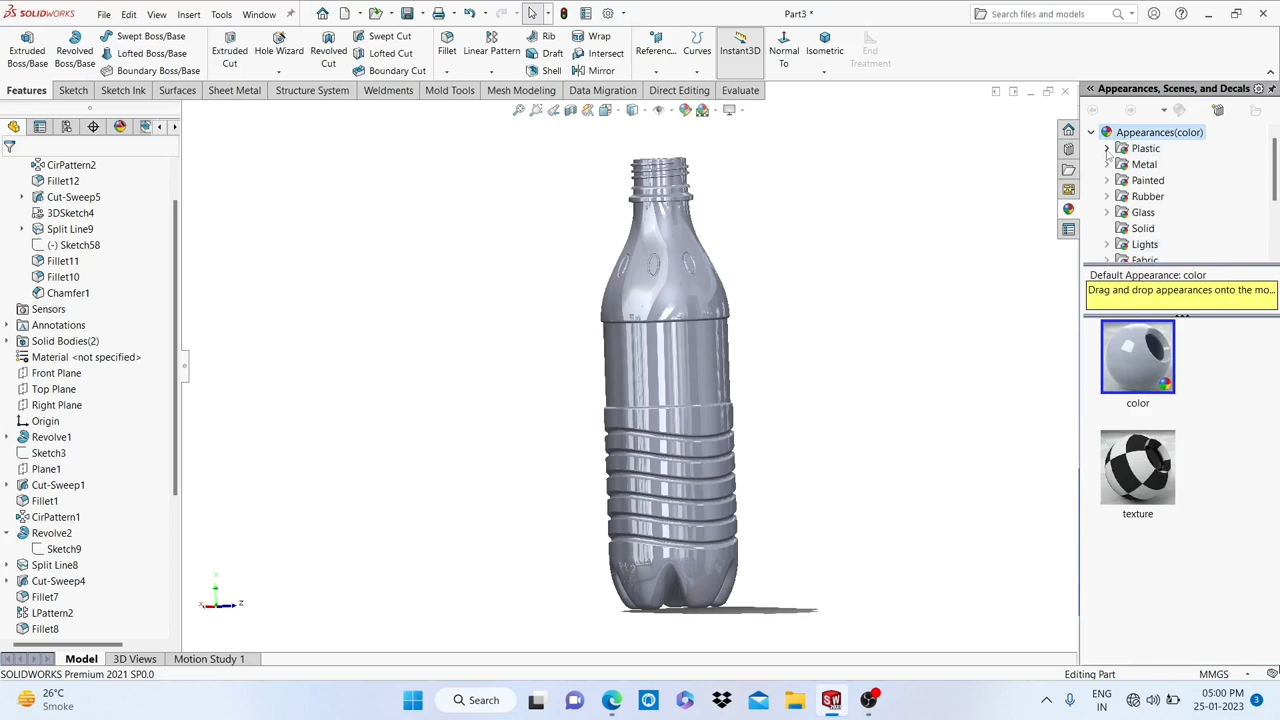 SOLIDWORKS File Edit View Insert Tools Window Part3 * Search files and models
Extruded Boss/Base Revolved Boss/Base Swept Boss/Base Lofted Boss/Base Boundary Boss/Base Extruded Cut Hole Wizard Revolved Cut Swept Cut Lofted Cut Boundary Cut Fillet Linear Pattern Rib Draft Shell Wrap Intersect Mirror Referenc... Curves Instant3D Normal To Isometric End Treatment
Features Sketch Sketch Ink Surfaces Sheet Metal Structure System Weldments Mold Tools Mesh Modeling Data Migration Direct Editing Evaluate
CirPattern2
Fillet12
Cut-Sweep5
3DSketch4
Split Line9
(-) Sketch58
Fillet11
Fillet10
Chamfer1
Sensors
Annotations
Solid Bodies(2)
Material <not specified>
Front Plane
Top Plane
Right Plane
Origin
Revolve1
Sketch3
Plane1
Cut-Sweep1
Fillet1
CirPattern1
Revolve2
Sketch9
Split Line8
Cut-Sweep4
Fillet7
LPattern2
Fillet8
x z
Appearances, Scenes, and Decals
Appearances(color)
Plastic
Metal
Painted
Rubber
Glass
Solid
Lights
Fabric
Default Appearance: color
Drag and drop appearances onto the mo...
color
texture
Model 3D Views Motion Study 1
SOLIDWORKS Premium 2021 SP0.0 Editing Part MMGS
26°C
Smoke
Search
ENG
IN
05:00 PM
25-01-2023
3